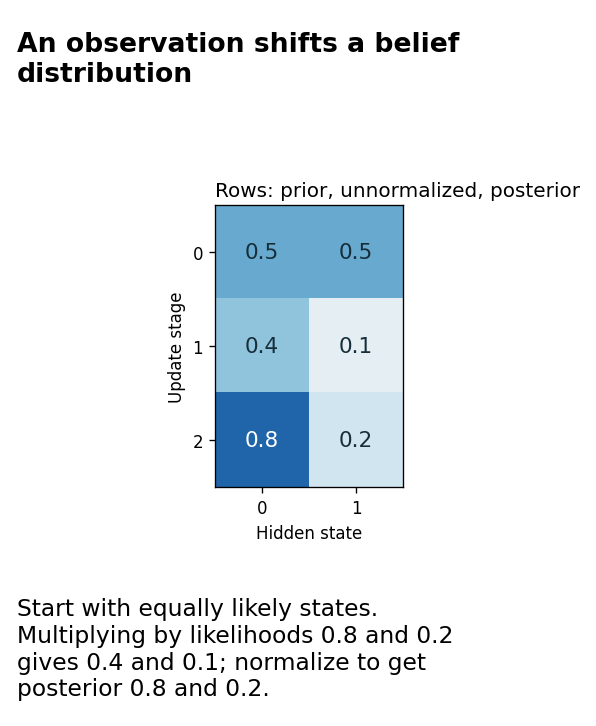 An observation shifts a belief
distribution
Rows: prior, unnormalized, posterior
0 0.5 0.5
Update stage
1 0.4 0.1
2 0.8 0.2
0 1
Hidden state
Start with equally likely states.
Multiplying by likelihoods 0.8 and 0.2
gives 0.4 and 0.1; normalize to get
posterior 0.8 and 0.2.